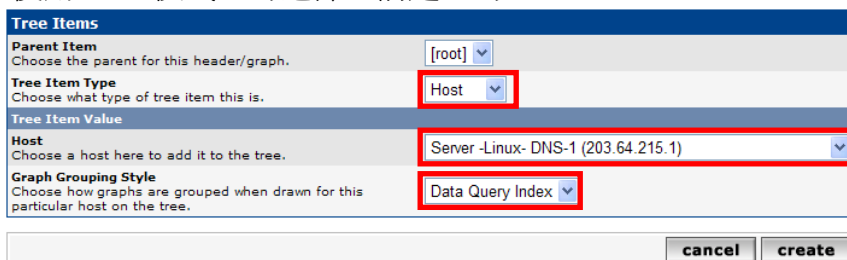 Tree Items
Parent Item
Choose the parent for this header/graph.
[root]
Tree Item Type
Choose what type of tree item this is.
Host
Tree Item Value
Host
Choose a host here to add it to the tree.
Server -Linux- DNS-1 (203.64.215.1)
Graph Grouping Style
Choose how graphs are grouped when drawn for this
particular host on the tree.
Data Query Index
cancel create